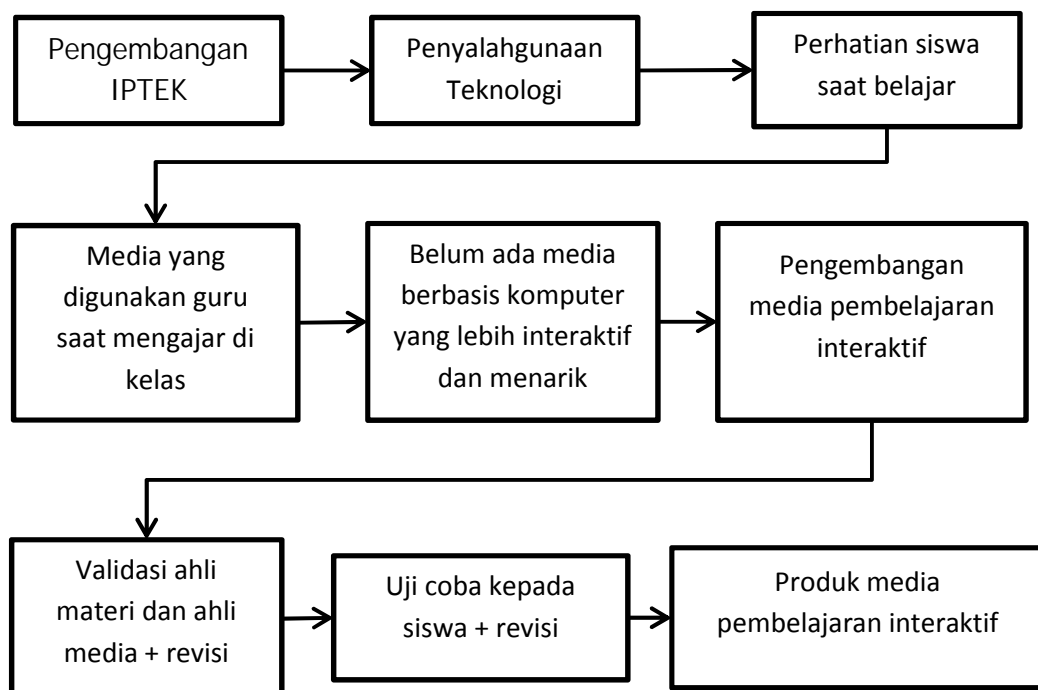 Pengembangan
IPTEK
Penyalahgunaan
Teknologi
Perhatian siswa
saat belajar
Media yang
digunakan guru
saat mengajar di
kelas
Belum ada media
berbasis komputer
yang lebih interaktif
dan menarik
Pengembangan
media pembelajaran
interaktif
Validasi ahli
materi dan ahli
media + revisi
Uji coba kepada
siswa + revisi
Produk media
pembelajaran interaktif